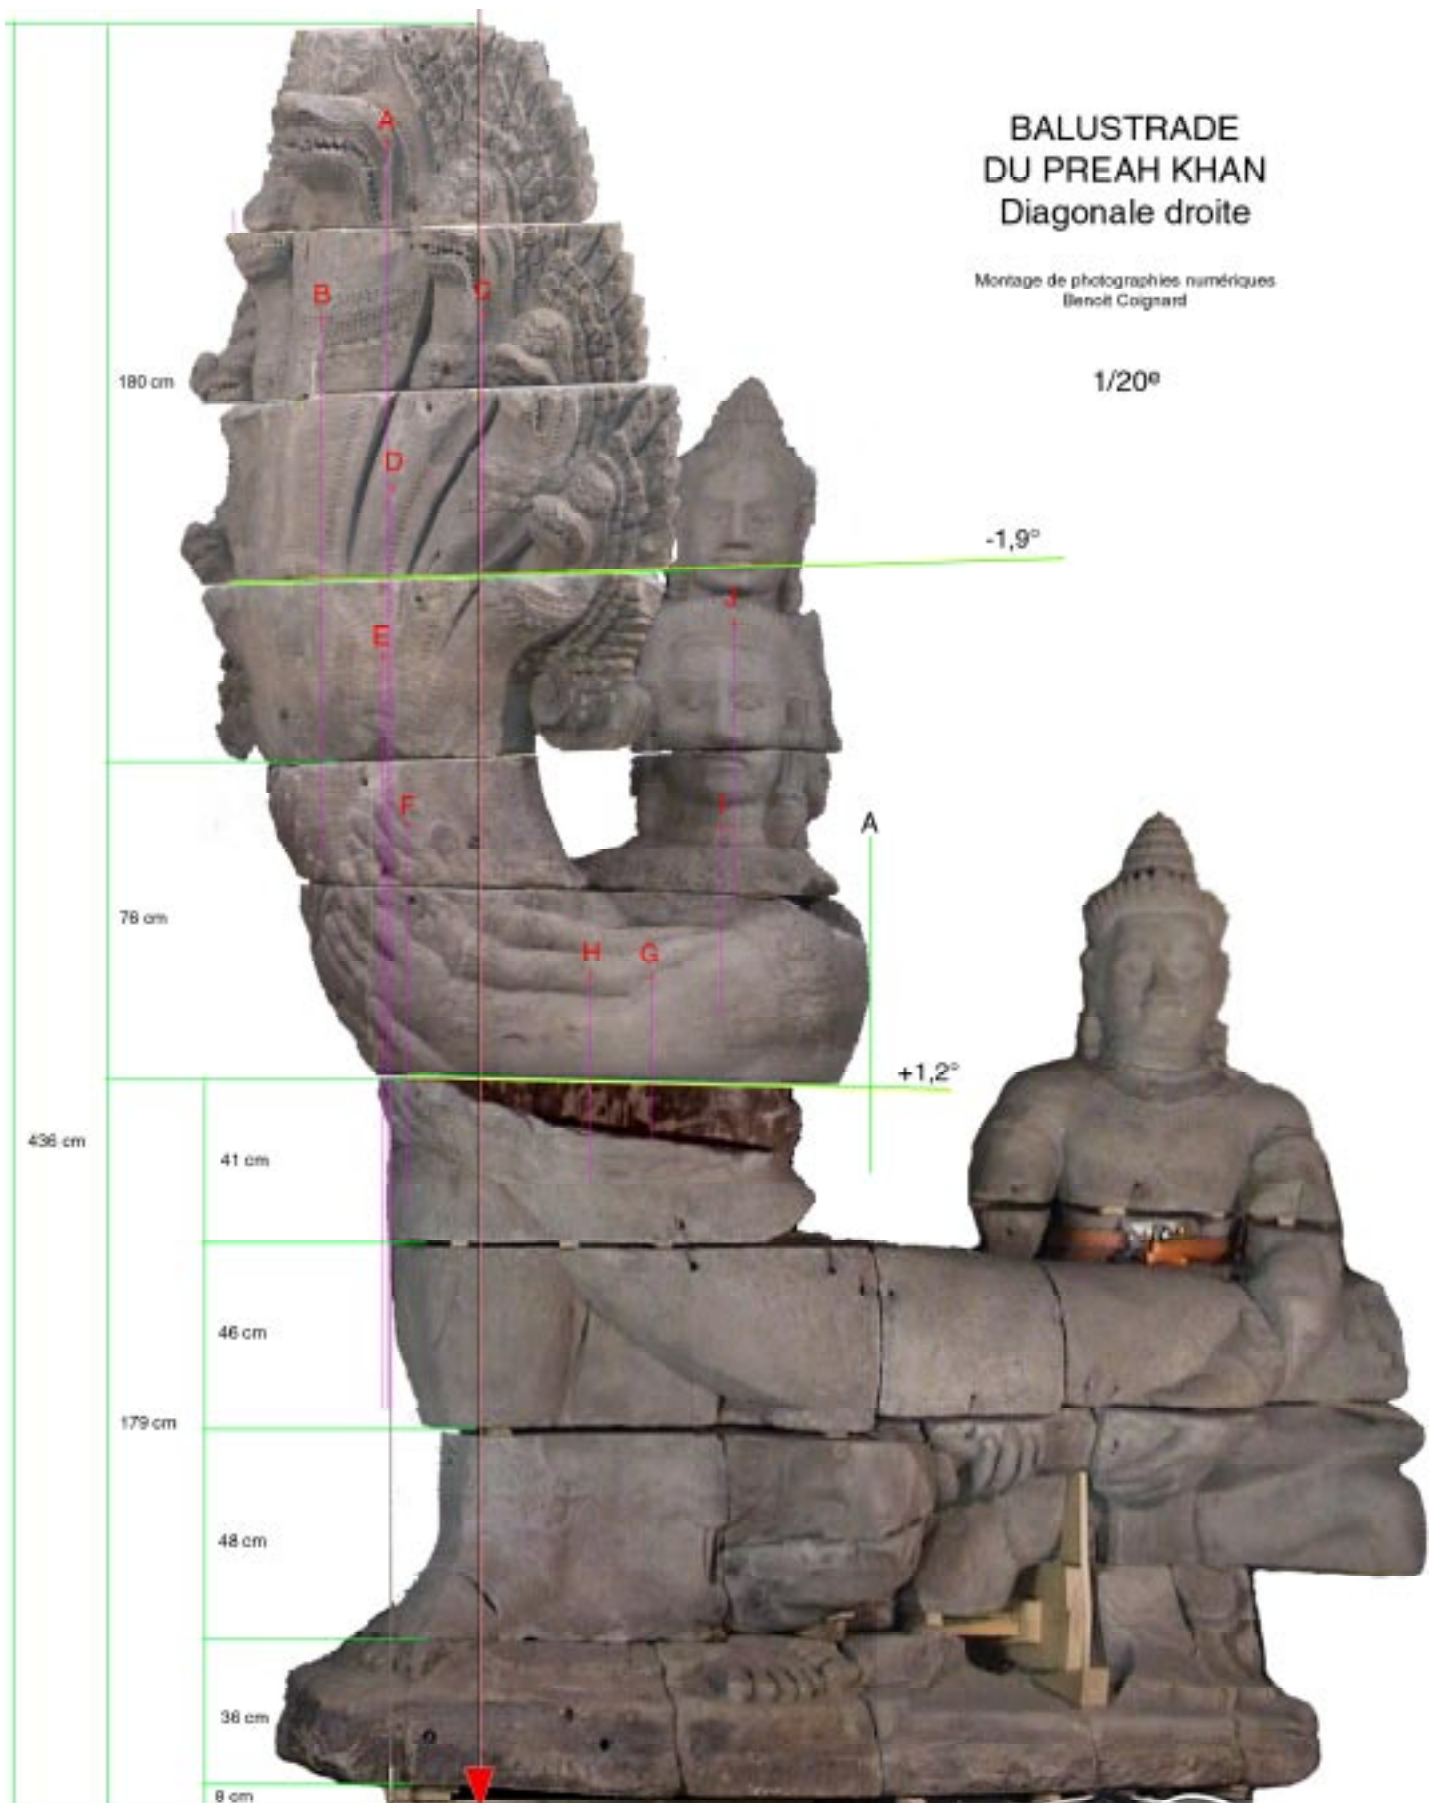 BALUSTRADE
DU PREAH KHAN
Diagonale droite
Montage de photographies numériques
Benoit Coignard
1/20e
A
B
C
180 cm
D
-1,9°
J
E
F
I
A
76 cm
H
G
+1,2°
436 cm
41 cm
46 cm
179 cm
48 cm
36 cm
8 cm